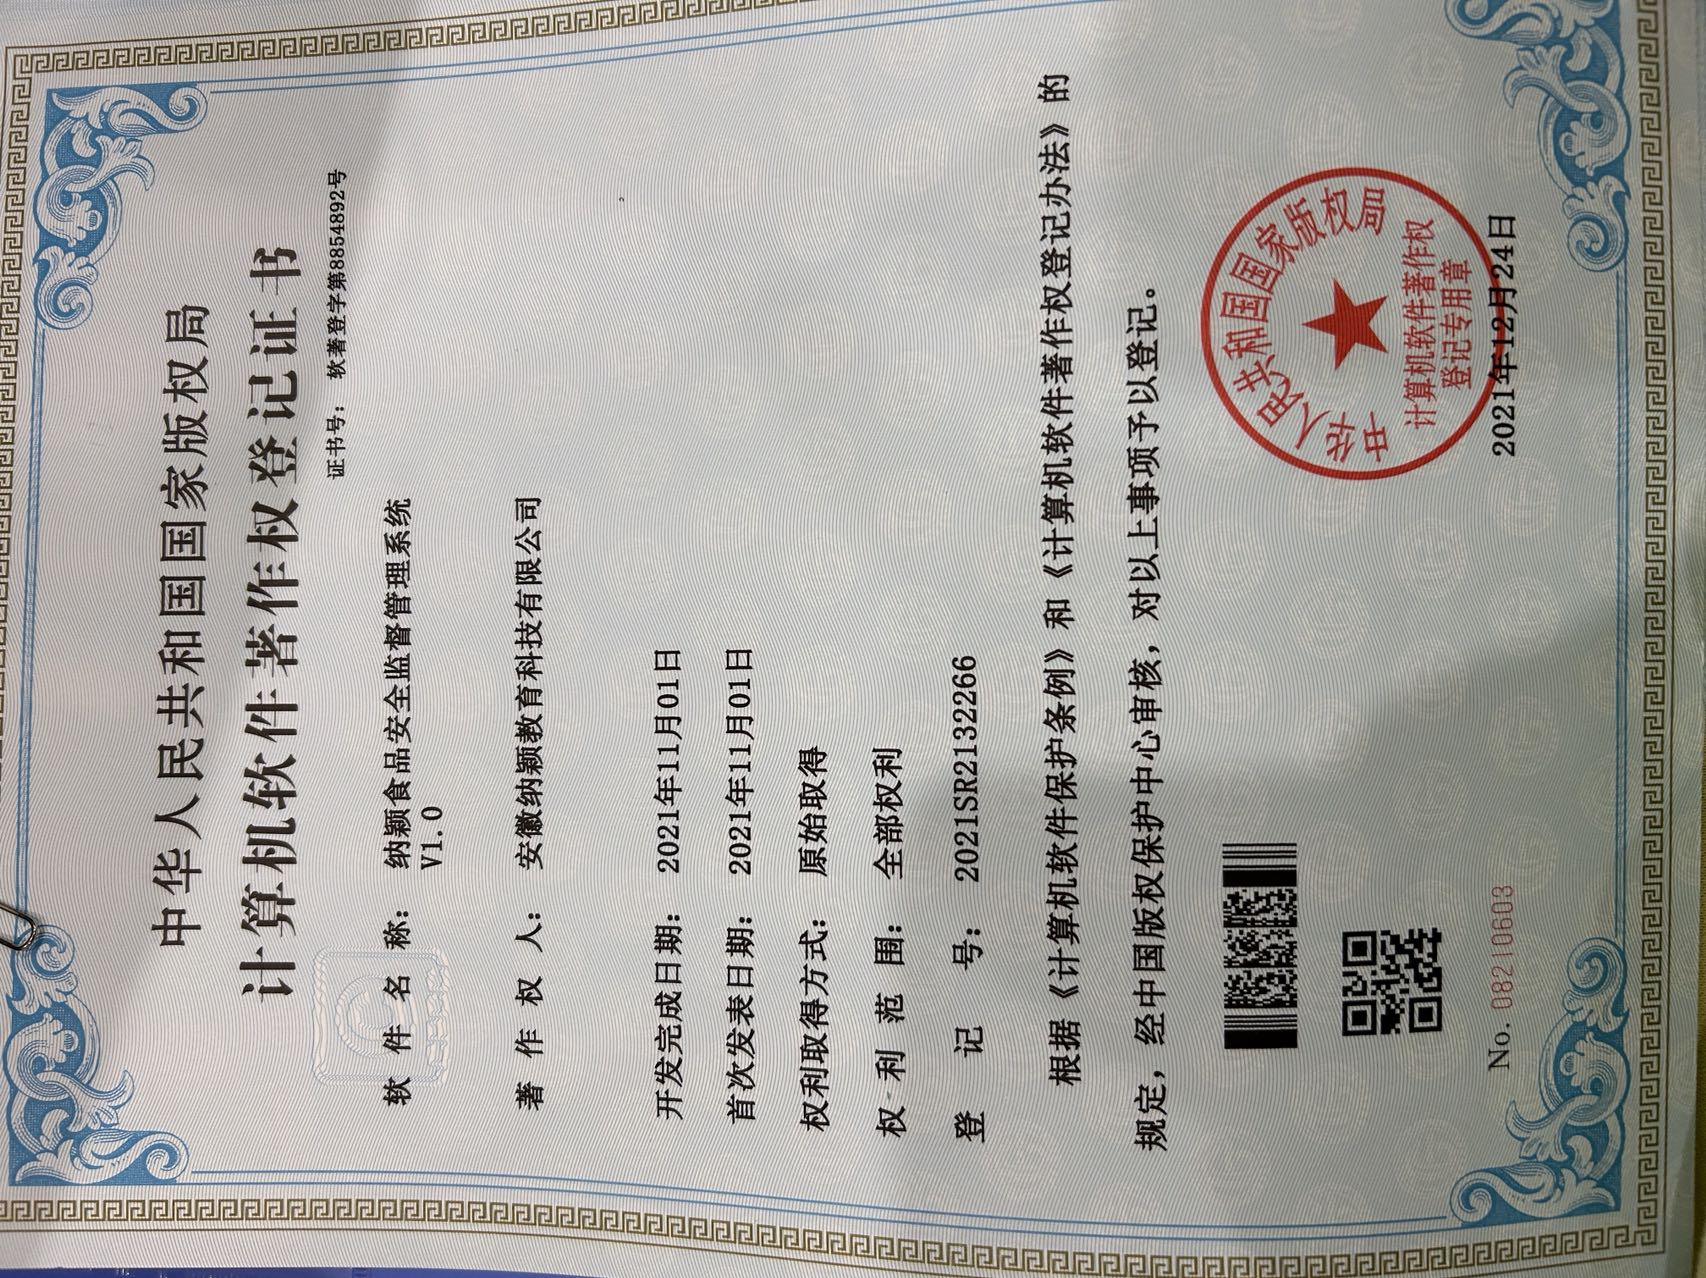 中华人民共和国国家版权局
计算机软件著作权登记证书
证书号： 软著登字第8854892号
软件名称： 纳颖食品安全监督管理系统
V1.0
著作权人： 安徽纳颖教育科技有限公司
开发完成日期： 2021年11月01日
首次发表日期： 2021年11月01日
权利取得方式： 原始取得
权利范围： 全部权利
登记号： 2021SR2132266
根据《计算机软件保护条例》和《计算机软件著作权登记办法》的
规定，经中国版权保护中心审核，对以上事项予以登记。
中华人民共和国国家版权局
计算机软件著作权
登记专用章
No. 08210603
2021年12月24日